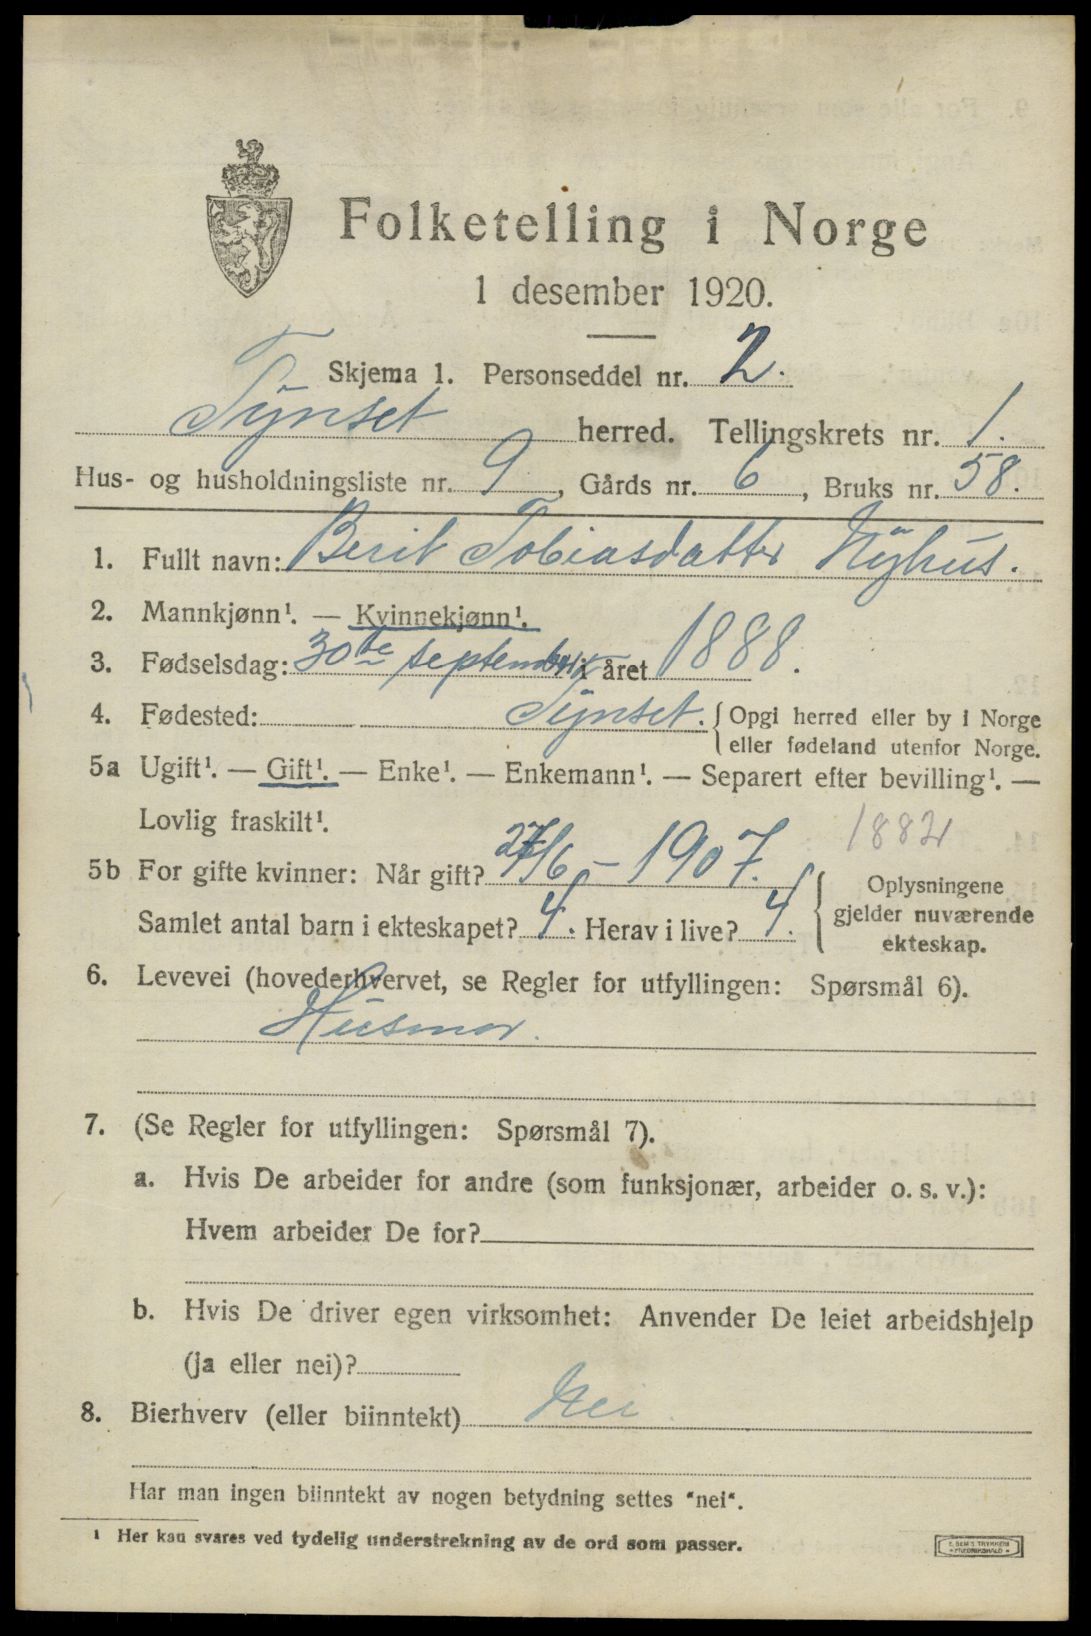 Folketelling i Norge
1 desember 1920.
Skjema 1. Personseddel nr. 2.
Tynset herred. Tellingskrets nr. 1.
Hus- og husholdningsliste nr. 9, Gårds nr. 6, Bruks nr. 58.
1. Fullt navn: Berit Tobiasdatter Nyhus.
2. Mannkjønn¹. — Kvinnekjønn¹.
3. Fødselsdag: 30te september i året 1888.
4. Fødested: Tynset. { Opgi herred eller by i Norge
eller fødeland utenfor Norge.
5a Ugift¹. — Gift¹. — Enke¹. — Enkemann¹. — Separert efter bevilling¹. —
Lovlig fraskilt¹.
5b For gifte kvinner: Når gift? /6 – 1907.
Samlet antal barn i ekteskapet? 4. Herav i live? 4. { Oplysningene
gjelder nuværende
ekteskap.
6. Levevei (hovederhvervet, se Regler for utfyllingen: Spørsmål 6).
Husmor.
7. (Se Regler for utfyllingen: Spørsmål 7).
a. Hvis De arbeider for andre (som funksjonær, arbeider o. s. v.):
Hvem arbeider De for?
b. Hvis De driver egen virksomhet: Anvender De leiet arbeidshjelp
(ja eller nei)?
8. Bierhverv (eller biinntekt) Nei.
Har man ingen biinntekt av nogen betydning settes "nei".
¹ Her kan svares ved tydelig understrekning av de ord som passer.